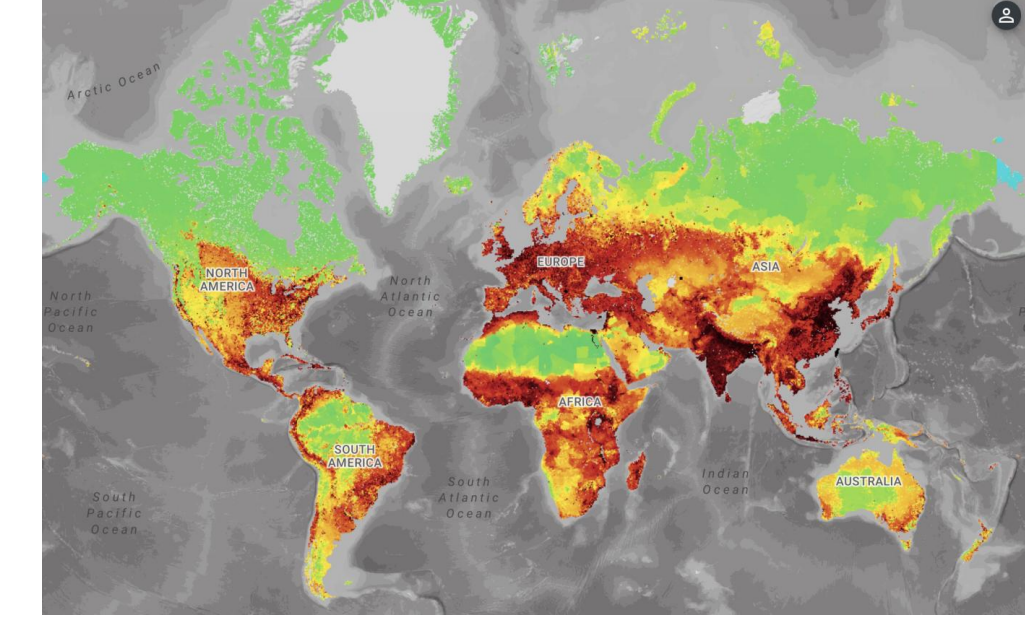 Arctic Ocean
NORTH
AMERICA
EUROPE
ASIA
North
Pacific
Ocean
North
Atlantic
Ocean
AFRICA
SOUTH
AMERICA
AUSTRALIA
Indian
Ocean
South
Atlantic
Ocean
South
Pacific
Ocean
P